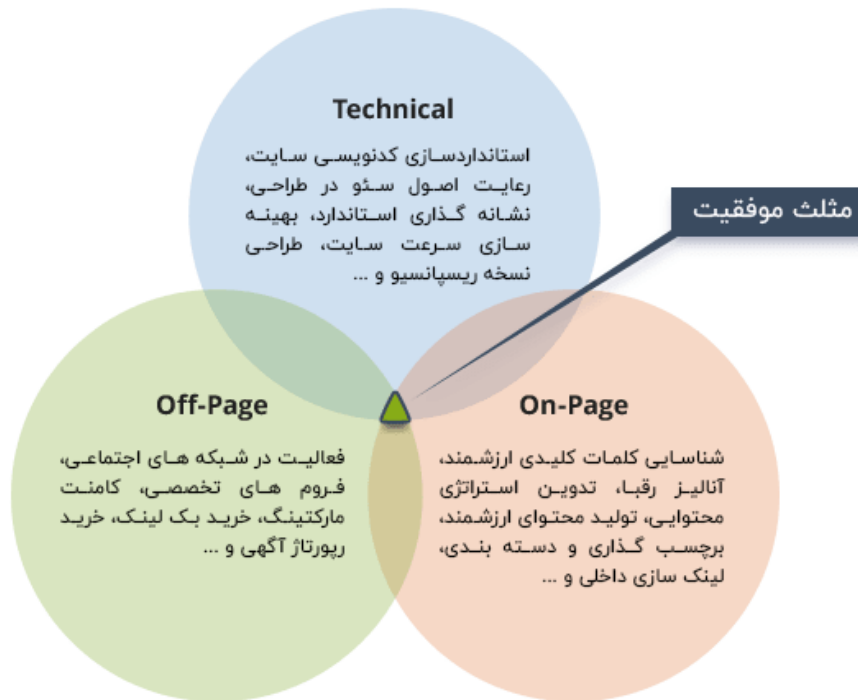 Technical
استانداردسازی کدنویسی سایت،
رعایت اصول سئو در طراحی،
نشانه گذاری استاندارد، بهینه
سازی سرعت سایت، طراحی
نسخه ریسپانسیو و ...
مثلث موفقیت
Off-Page
فعالیت در شبکه های اجتماعی،
فروم های تخصصی، کامنت
مارکتینگ، خرید بک لینک، خرید
رپورتاژ آگهی و ...
On-Page
شناسایی کلمات کلیدی ارزشمند،
آنالیز رقبا، تدوین استراتژی
محتوایی، تولید محتوای ارزشمند،
برچسب گذاری و دسته بندی،
لینک سازی داخلی و ...